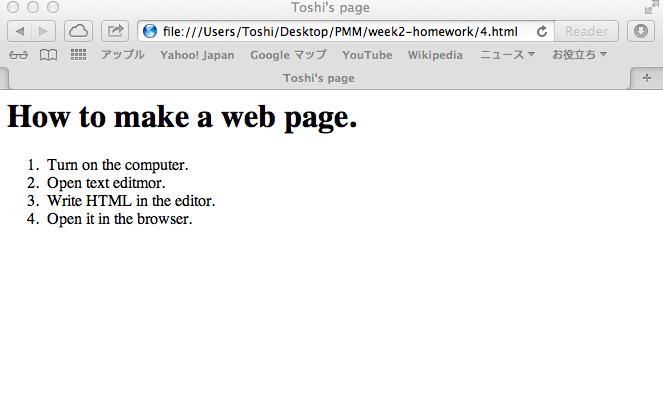 Toshi's page
file:///Users/Toshi/Desktop/PMM/week2-homework/4.html Reader
アップル Yahoo! Japan Google マップ YouTube Wikipedia ニュース お役立ち
Toshi's page
How to make a web page.
1. Turn on the computer.
2. Open text editmor.
3. Write HTML in the editor.
4. Open it in the browser.